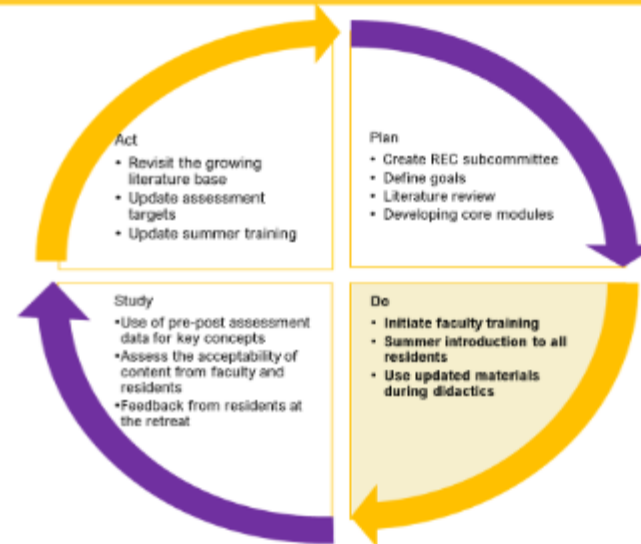 Act
• Revisit the growing
literature base
• Update assessment
targets
• Update summer training
Plan
• Create REC subcommittee
• Define goals
• Literature review
• Developing core modules
Study
•Use of pre-post assessment
data for key concepts
•Assess the acceptability of
content from faculty and
residents
•Feedback from residents at
the retreat
Do
• Initiate faculty training
• Summer introduction to all
residents
• Use updated materials
during didactics